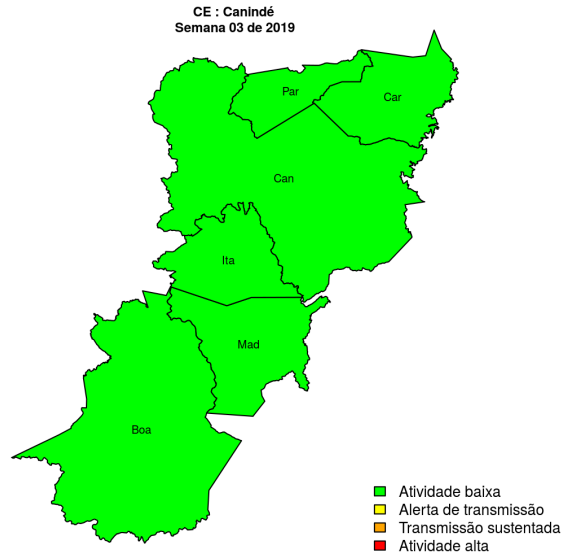 CE : Canindé
Semana 03 de 2019
Par
Car
Can
Ita
Mad
Boa
Atividade baixa
Alerta de transmissão
Transmissão sustentada
Atividade alta